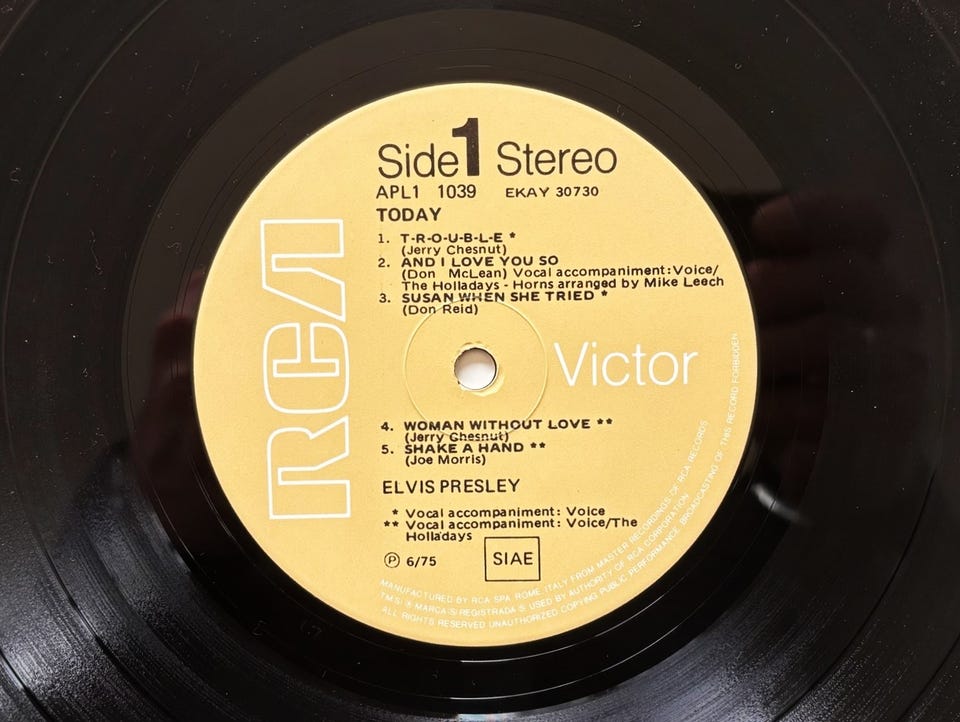 Side 1 Stereo
APL1 1039 EKAY 30730
TODAY
1. T-R-O-U-B-L-E *
(Jerry Chesnut)
2. AND I LOVE YOU SO
(Don McLean) Vocal accompaniment: Voice/
The Holladays - Horns arranged by Mike Leech
3. SUSAN WHEN SHE TRIED *
(Don Reid)
RCA
Victor
4. WOMAN WITHOUT LOVE **
(Jerry Chesnut)
5. SHAKE A HAND **
(Joe Morris)
ELVIS PRESLEY
* Vocal accompaniment: Voice
** Vocal accompaniment: Voice/The
Holladays
℗ 6/75 SIAE
MANUFACTURED BY RCA SPA, ROME, ITALY FROM MASTER RECORDINGS OF RCA RECORDS
TM(S) ® MARCA(S) REGISTRADA(S). USED BY AUTHORITY OF RCA CORPORATION
ALL RIGHTS RESERVED UNAUTHORIZED COPYING, PUBLIC PERFORMANCE, BROADCASTING OF THIS RECORD FORBIDDEN